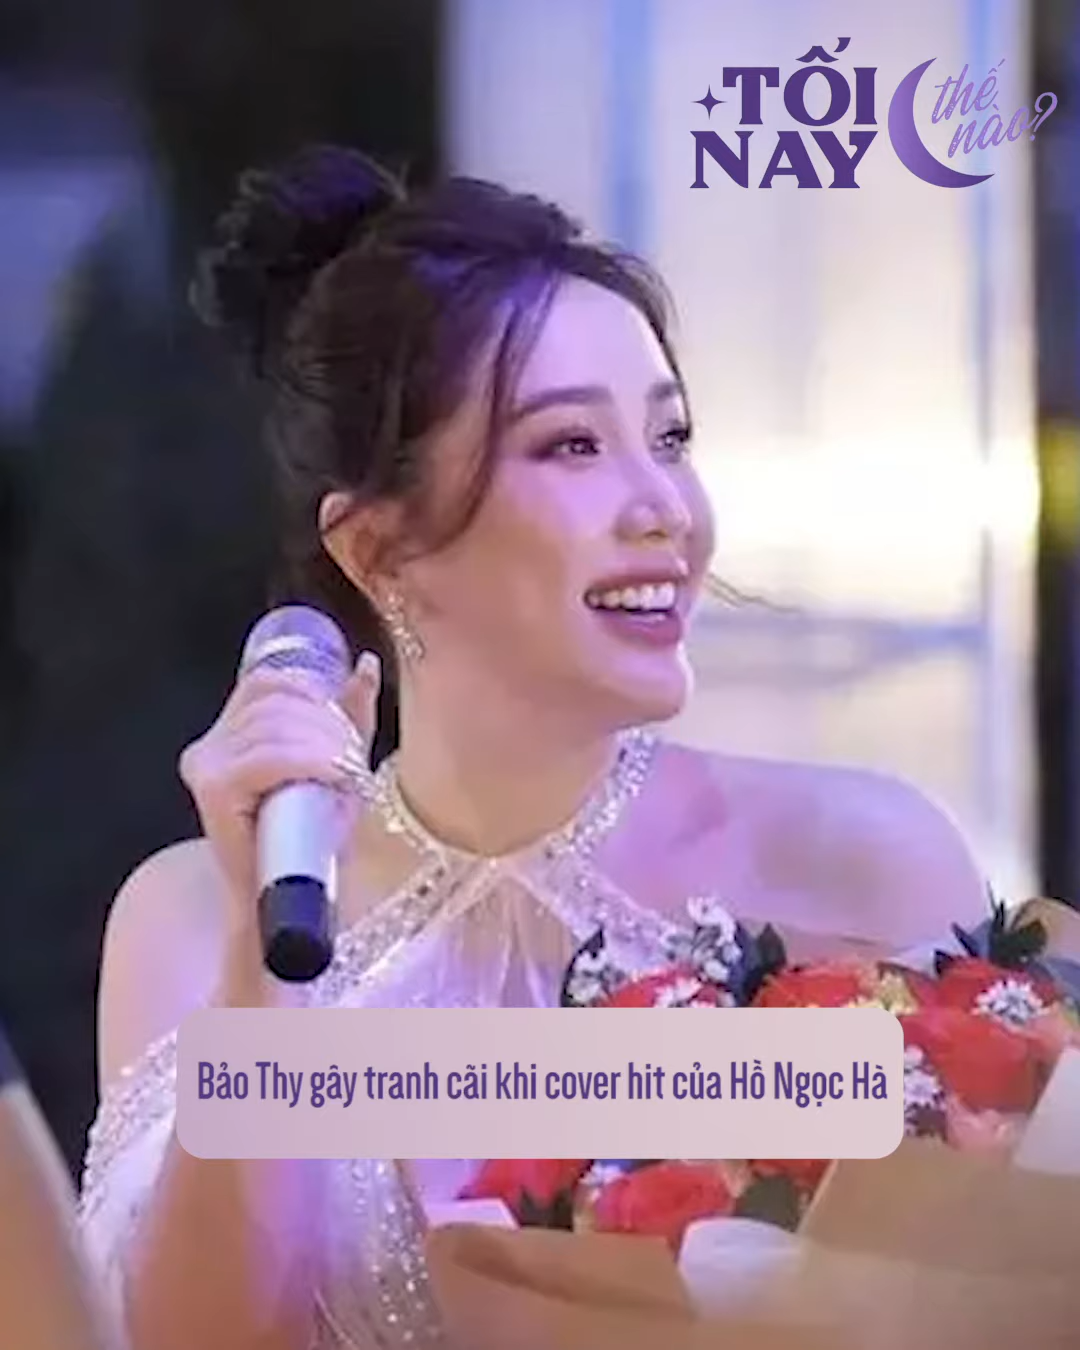 TỐI
NAY
thế
nào?
Bảo Thy gây tranh cãi khi cover hit của Hồ Ngọc Hà